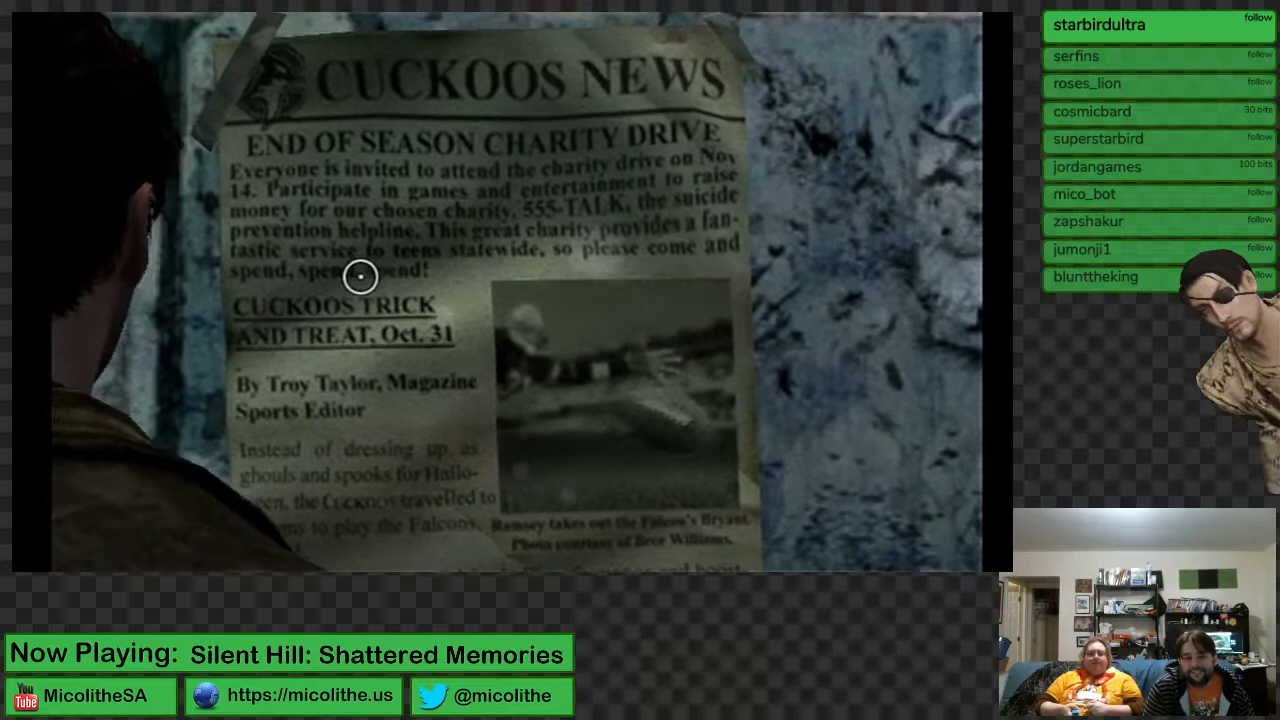 CUCKOOS NEWS
END OF SEASON CHARITY DRIVE
Everyone is invited to attend the charity drive on Nov
14. Participate in games and entertainment to raise
money for our chosen charity, 555-TALK, the suicide
prevention helpline. This great charity provides a fan-
tastic service to teens statewide, so please come and
spend,
CUCKOOS TRICK
AND TREAT, Oct. 31
By Troy Taylor, Magazine
Sports Editor
Instead of dressing up as
ghouls and spooks for Hallo-
the CUCKOOS travelled to
to play the Falcons.
Ramsey takes out the Falcon's Bryant.
Photo courtesy of Bree Williams.
starbirdultra follow
serfins follow
roses_lion follow
cosmicbard 30 bits
superstarbird follow
jordangames 100 bits
mico_bot follow
zapshakur follow
jumonji1 follow
blunttheking
Now Playing: Silent Hill: Shattered Memories
You Tube MicolitheSA https://micolithe.us @micolithe